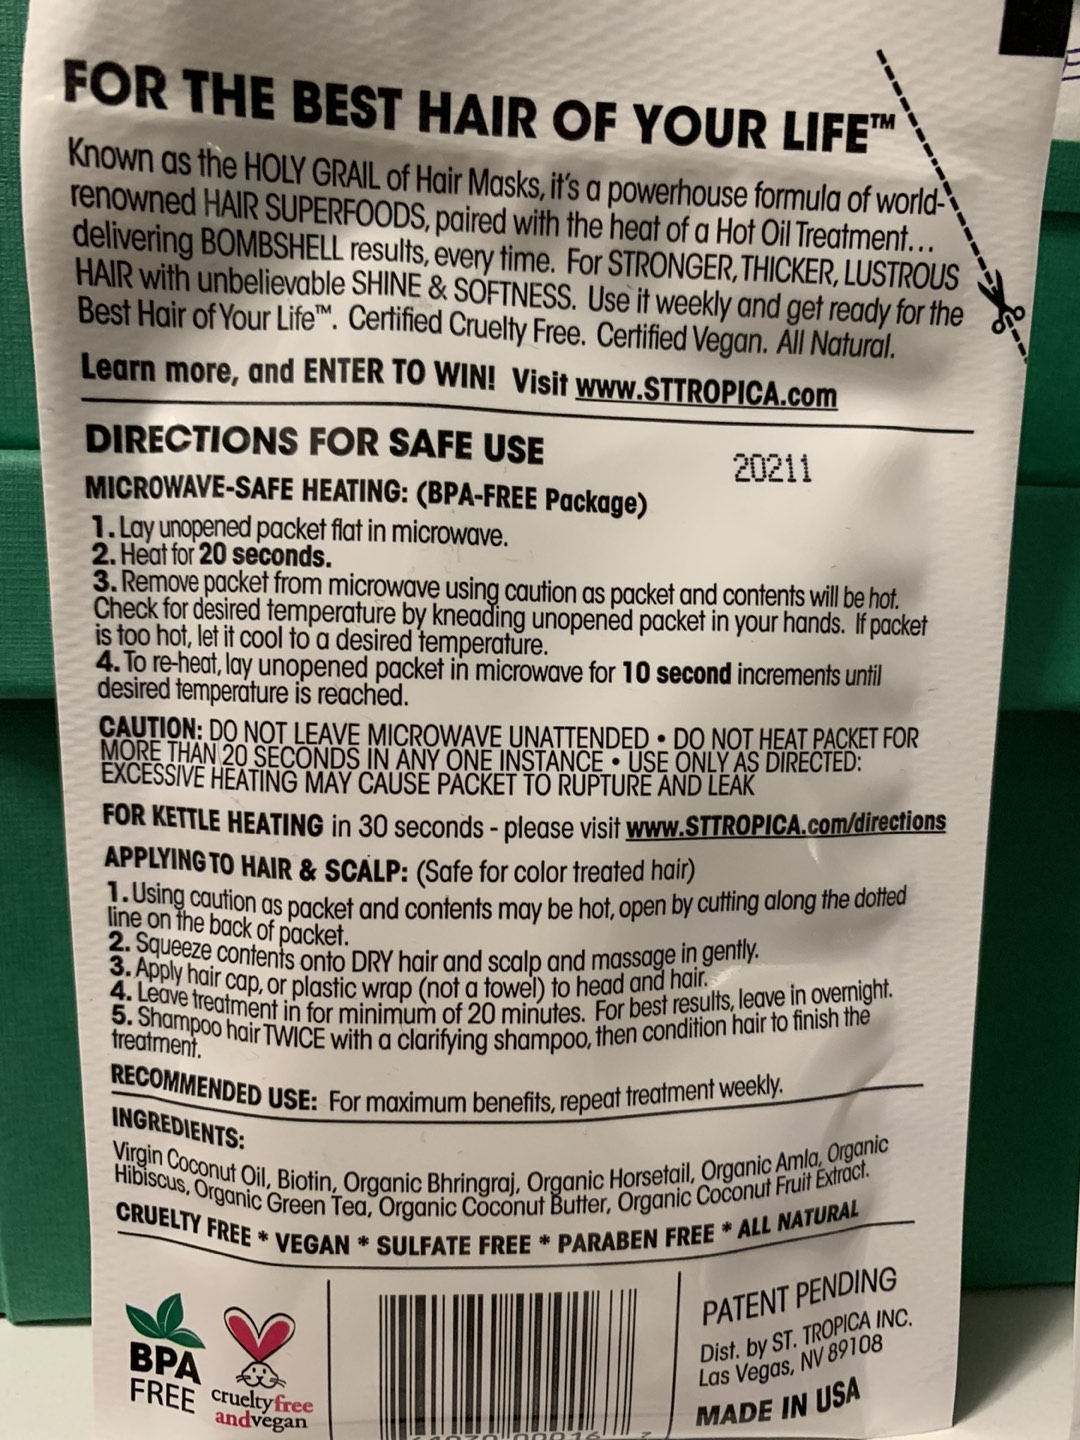 FOR THE BEST HAIR OF YOUR LIFE™
Known as the HOLY GRAIL of Hair Masks, it's a powerhouse formula of world-
renowned HAIR SUPERFOODS, paired with the heat of a Hot Oil Treatment...
delivering BOMBSHELL results, every time. For STRONGER, THICKER, LUSTROUS
HAIR with unbelievable SHINE & SOFTNESS. Use it weekly and get ready for the
Best Hair of Your Life™. Certified Cruelty Free. Certified Vegan. All Natural.
Learn more, and ENTER TO WIN! Visit www.STTROPICA.com
DIRECTIONS FOR SAFE USE
20211
MICROWAVE-SAFE HEATING: (BPA-FREE Package)
1. Lay unopened packet flat in microwave.
2. Heat for 20 seconds.
3. Remove packet from microwave using caution as packet and contents will be hot.
Check for desired temperature by kneading unopened packet in your hands. If packet
is too hot, let it cool to a desired temperature.
4. To re-heat, lay unopened packet in microwave for 10 second increments until
desired temperature is reached.
CAUTION: DO NOT LEAVE MICROWAVE UNATTENDED • DO NOT HEAT PACKET FOR
MORE THAN 20 SECONDS IN ANY ONE INSTANCE • USE ONLY AS DIRECTED:
EXCESSIVE HEATING MAY CAUSE PACKET TO RUPTURE AND LEAK
FOR KETTLE HEATING in 30 seconds - please visit www.STTROPICA.com/directions
APPLYING TO HAIR & SCALP: (Safe for color treated hair)
1. Using caution as packet and contents may be hot, open by cutting along the dotted
line on the back of packet.
2. Squeeze contents onto DRY hair and scalp and massage in gently.
3. Apply hair cap, or plastic wrap (not a towel) to head and hair.
4. Leave treatment in for minimum of 20 minutes. For best results, leave in overnight.
5. Shampoo hair TWICE with a clarifying shampoo, then condition hair to finish the
treatment.
RECOMMENDED USE: For maximum benefits, repeat treatment weekly.
INGREDIENTS:
Virgin Coconut Oil, Biotin, Organic Bhringraj, Organic Horsetail, Organic Amla, Organic
Hibiscus, Organic Green Tea, Organic Coconut Butter, Organic Coconut Fruit Extract.
CRUELTY FREE * VEGAN * SULFATE FREE * PARABEN FREE * ALL NATURAL
BPA
FREE
crueltyfree
andvegan
PATENT PENDING
Dist. by ST. TROPICA INC.
Las Vegas, NV 89108
MADE IN USA